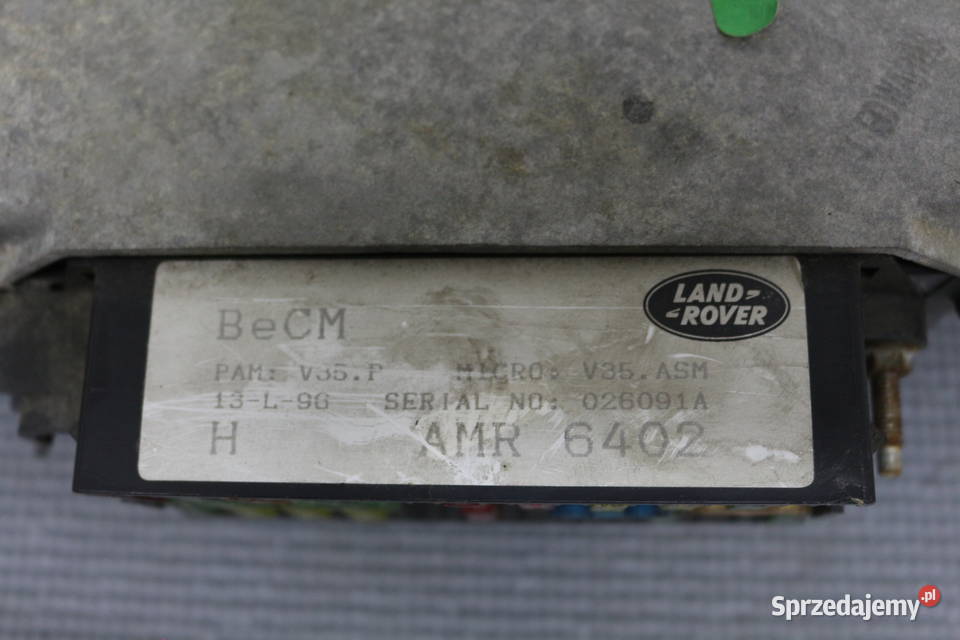 BeCM
LAND-
-ROVER
PAM: V35.P MICRO: V35.ASM
13-L-96 SERIAL NO: 026091A
H AMR 6402
Sprzedajemy.pl